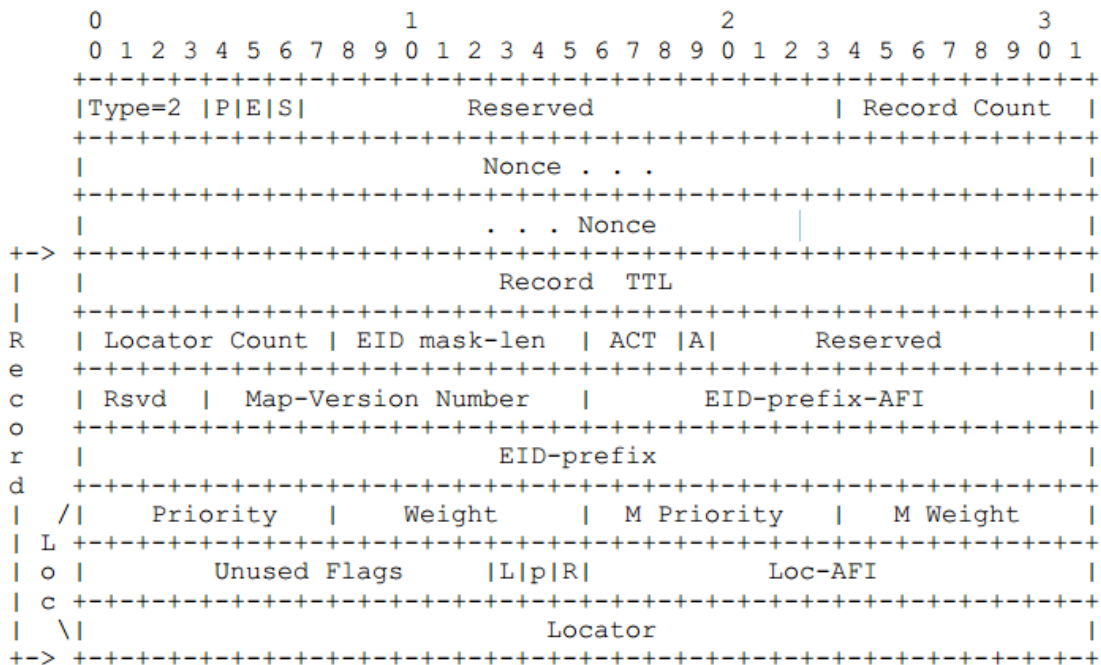 0                   1                   2                   3
 0 1 2 3 4 5 6 7 8 9 0 1 2 3 4 5 6 7 8 9 0 1 2 3 4 5 6 7 8 9 0 1
    +-+-+-+-+-+-+-+-+-+-+-+-+-+-+-+-+-+-+-+-+-+-+-+-+-+-+-+-+-+-+-+-+
    |Type=2 |P|E|S|          Reserved               | Record Count  |
    +-+-+-+-+-+-+-+-+-+-+-+-+-+-+-+-+-+-+-+-+-+-+-+-+-+-+-+-+-+-+-+-+
    |                         Nonce . . .                           |
    +-+-+-+-+-+-+-+-+-+-+-+-+-+-+-+-+-+-+-+-+-+-+-+-+-+-+-+-+-+-+-+-+
    |                         . . . Nonce                           |
+-> +-+-+-+-+-+-+-+-+-+-+-+-+-+-+-+-+-+-+-+-+-+-+-+-+-+-+-+-+-+-+-+-+
|   |                          Record  TTL                          |
|   +-+-+-+-+-+-+-+-+-+-+-+-+-+-+-+-+-+-+-+-+-+-+-+-+-+-+-+-+-+-+-+-+
R   | Locator Count | EID mask-len  | ACT |A|      Reserved         |
e   +-+-+-+-+-+-+-+-+-+-+-+-+-+-+-+-+-+-+-+-+-+-+-+-+-+-+-+-+-+-+-+-+
c   | Rsvd  |  Map-Version Number   |       EID-prefix-AFI          |
o   +-+-+-+-+-+-+-+-+-+-+-+-+-+-+-+-+-+-+-+-+-+-+-+-+-+-+-+-+-+-+-+-+
r   |                          EID-prefix                           |
d   +-+-+-+-+-+-+-+-+-+-+-+-+-+-+-+-+-+-+-+-+-+-+-+-+-+-+-+-+-+-+-+-+
|  /|    Priority   |    Weight     |  M Priority   |   M Weight    |
| L +-+-+-+-+-+-+-+-+-+-+-+-+-+-+-+-+-+-+-+-+-+-+-+-+-+-+-+-+-+-+-+-+
| o |        Unused Flags     |L|p|R|           Loc-AFI             |
| c +-+-+-+-+-+-+-+-+-+-+-+-+-+-+-+-+-+-+-+-+-+-+-+-+-+-+-+-+-+-+-+-+
|  \|                             Locator                           |
+-> +-+-+-+-+-+-+-+-+-+-+-+-+-+-+-+-+-+-+-+-+-+-+-+-+-+-+-+-+-+-+-+-+